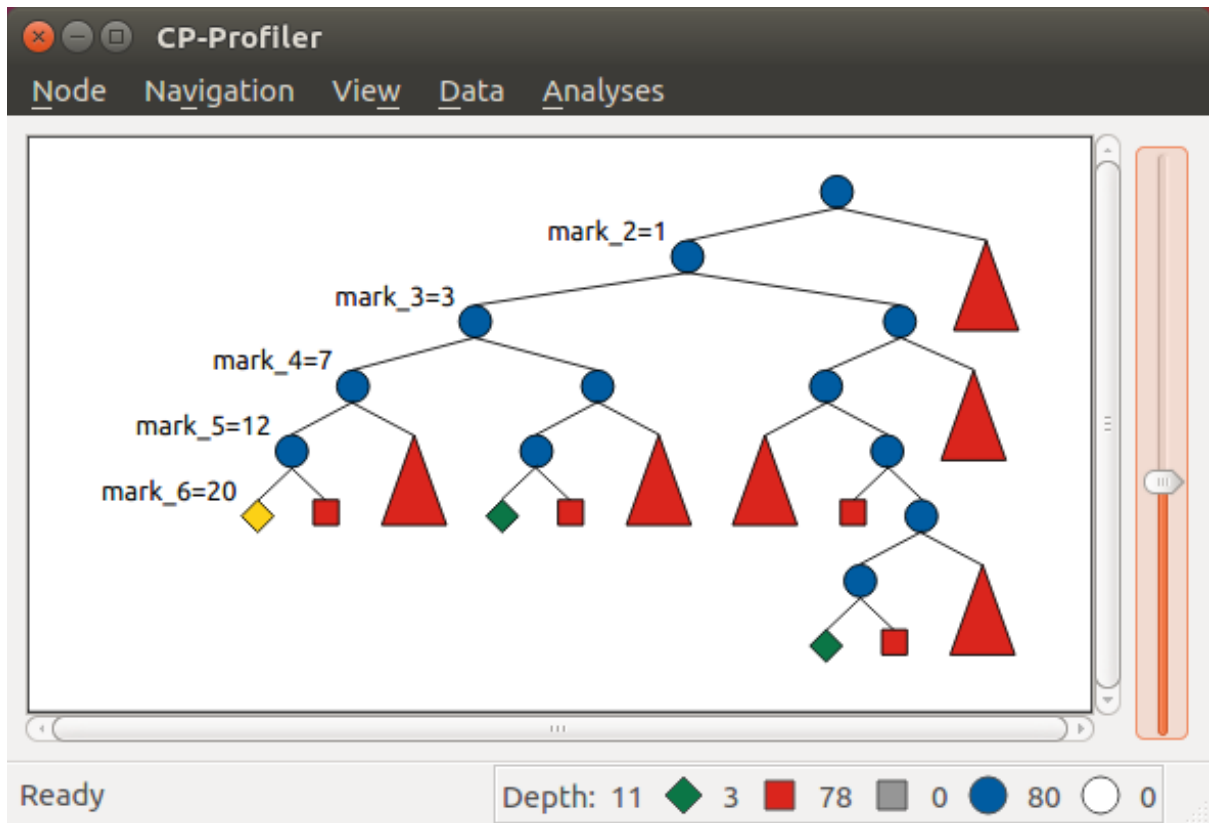 CP-Profiler
Node Navigation View Data Analyses
mark_2=1
mark_3=3
mark_4=7
mark_5=12
mark_6=20
Ready Depth: 11 3 78 0 80 0